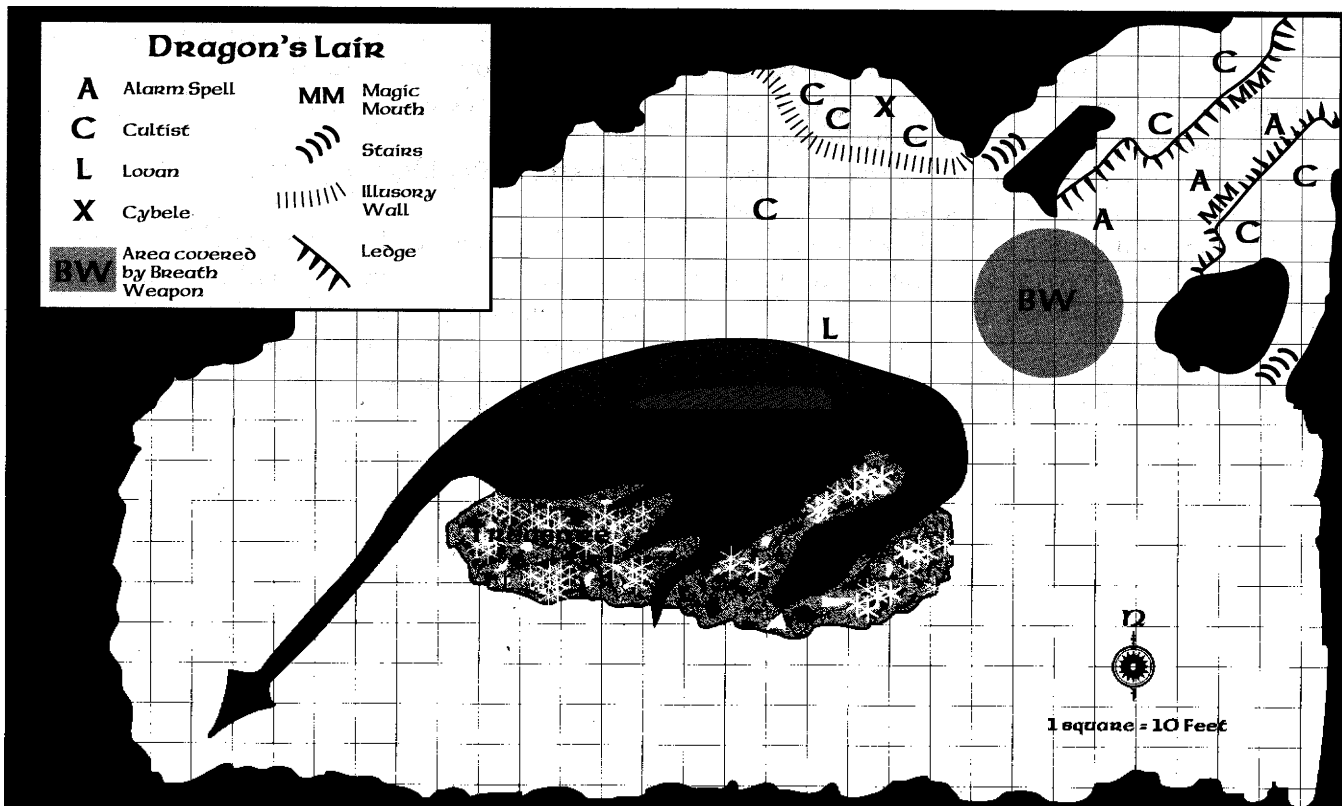 Dragon's Lair
A Alarm Spell
C Cultist
L Lovan
X Cybele
BW Area covered
by Breath
Weapon
MM Magic
Mouth
Stairs
Illusory
Wall
Ledge
C
C
X
C
C
C
C
MM
A
A
MM
C
C
A
BW
L
Treasure
N
1 square = 10 Feet